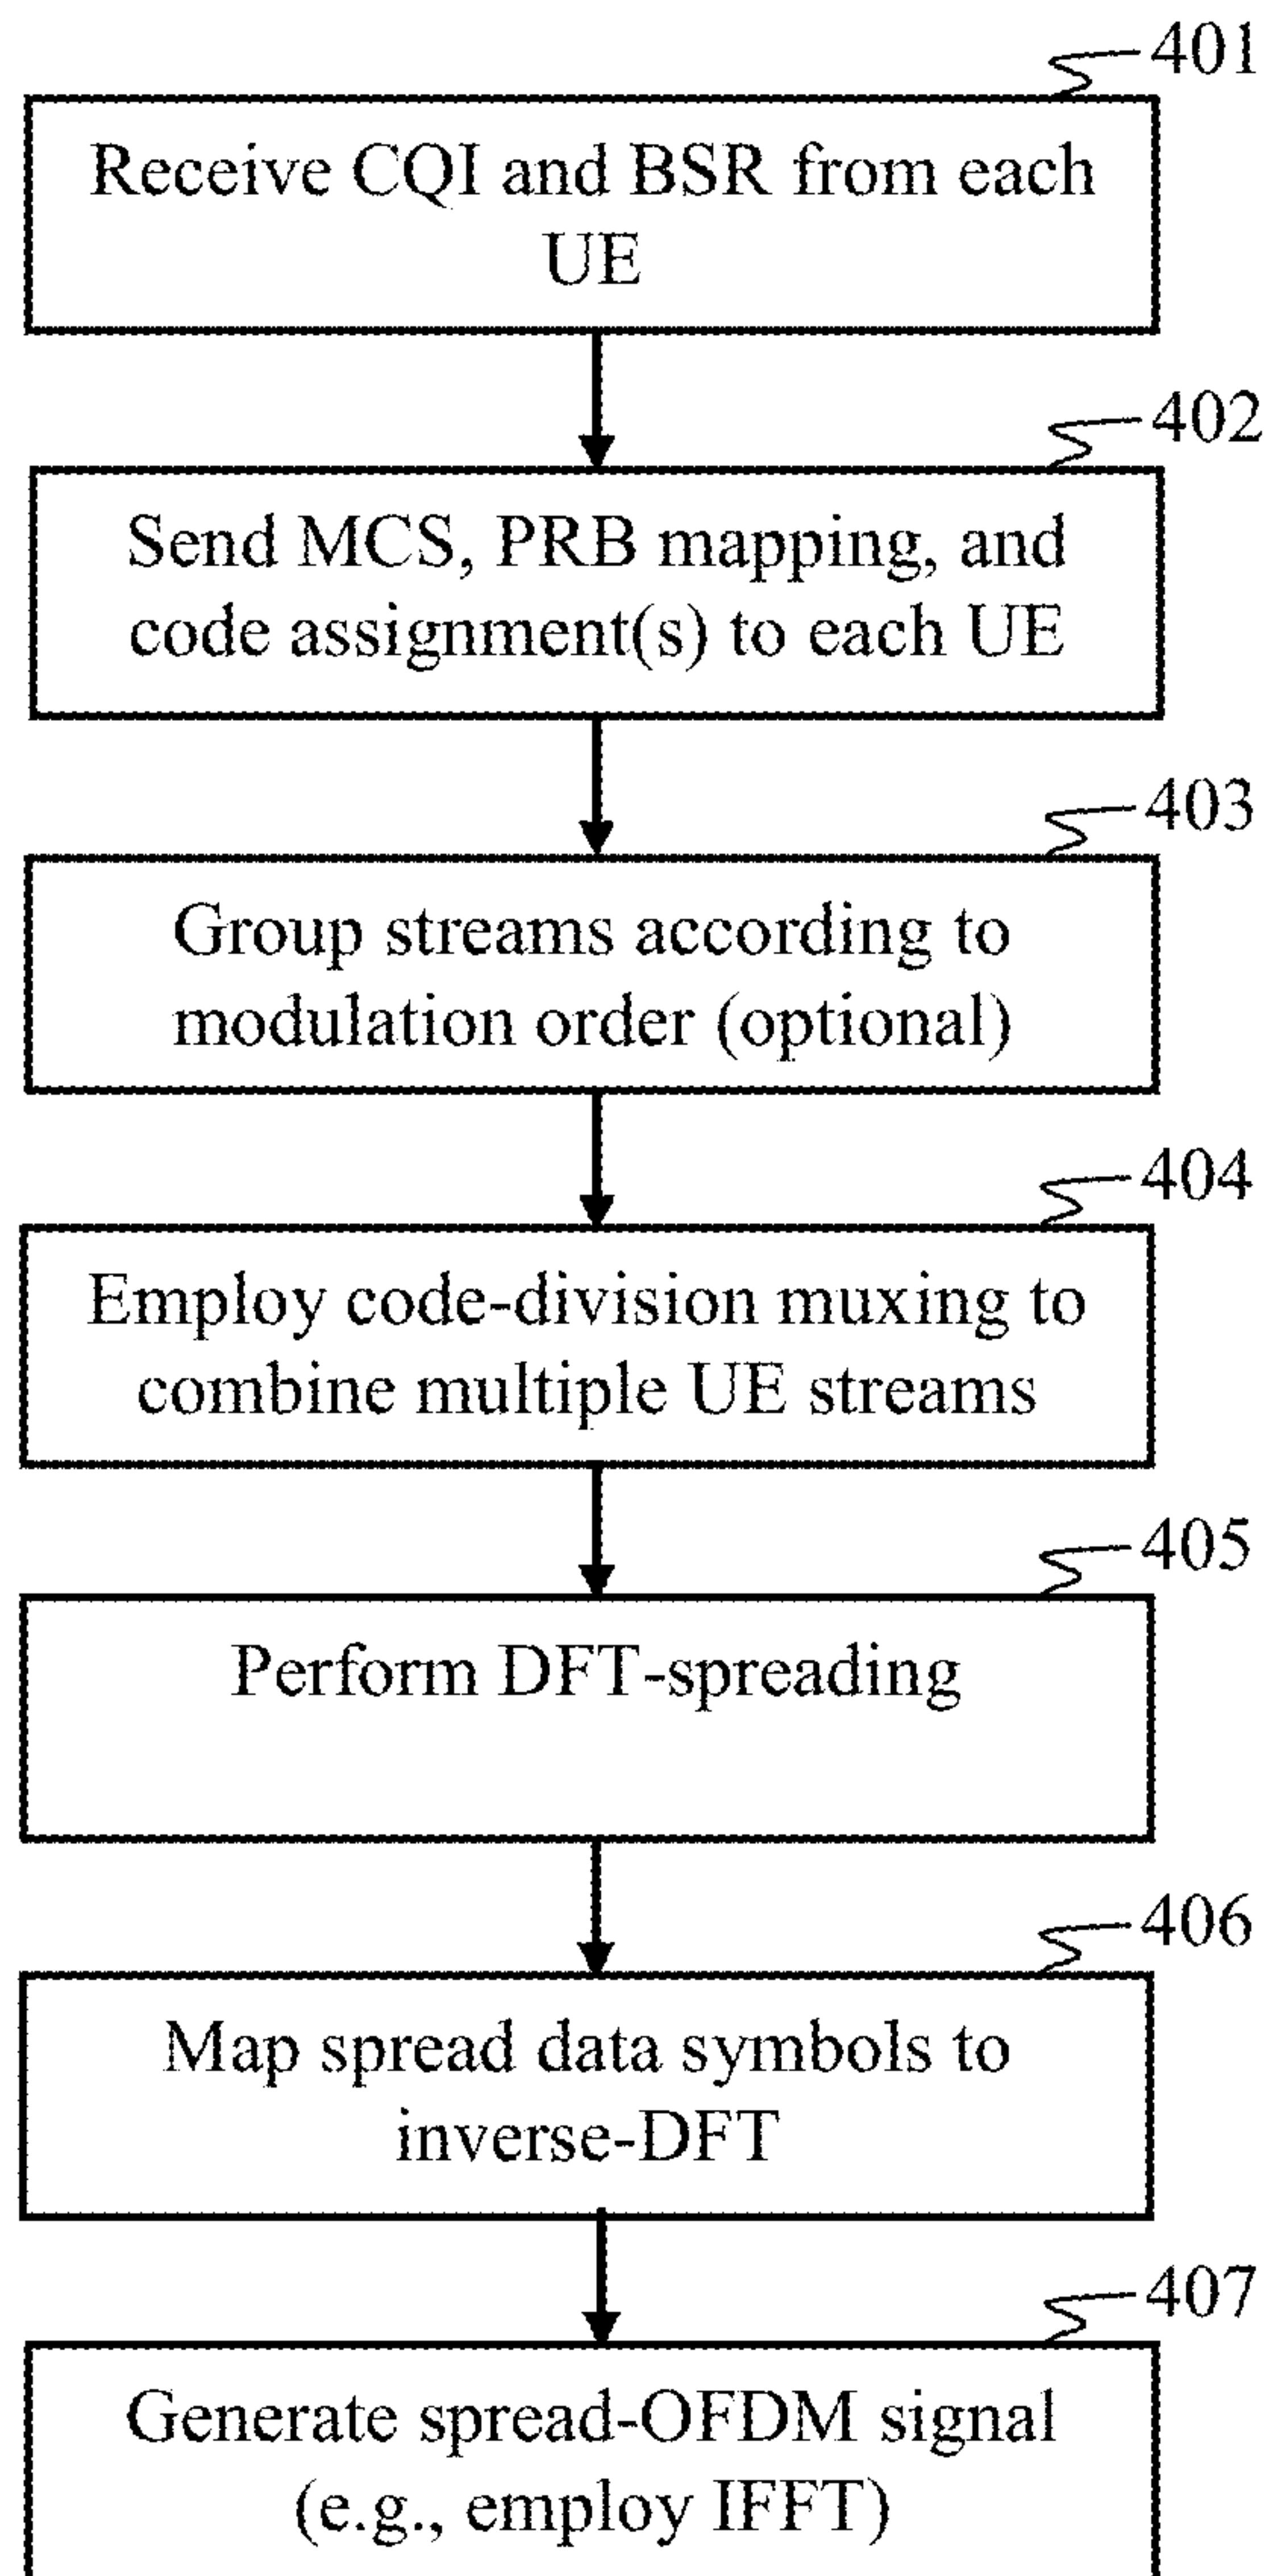 401
Receive CQI and BSR from each
UE
402
Send MCS, PRB mapping, and
code assignment(s) to each UE
403
Group streams according to
modulation order (optional)
404
Employ code-division muxing to
combine multiple UE streams
405
Perform DFT-spreading
406
Map spread data symbols to
inverse-DFT
407
Generate spread-OFDM signal
(e.g., employ IFFT)